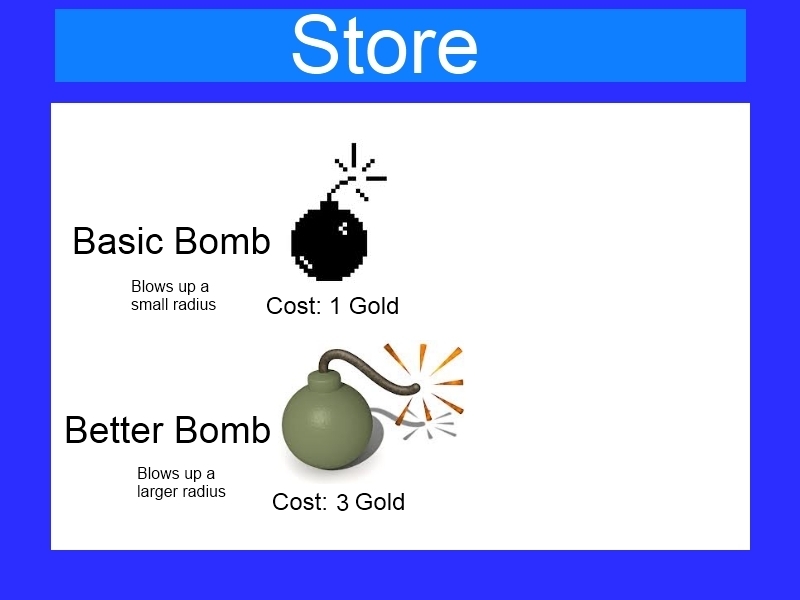 Store
Basic Bomb
Blows up a
small radius
Cost: 1 Gold
Better Bomb
Blows up a
larger radius
Cost: 3 Gold